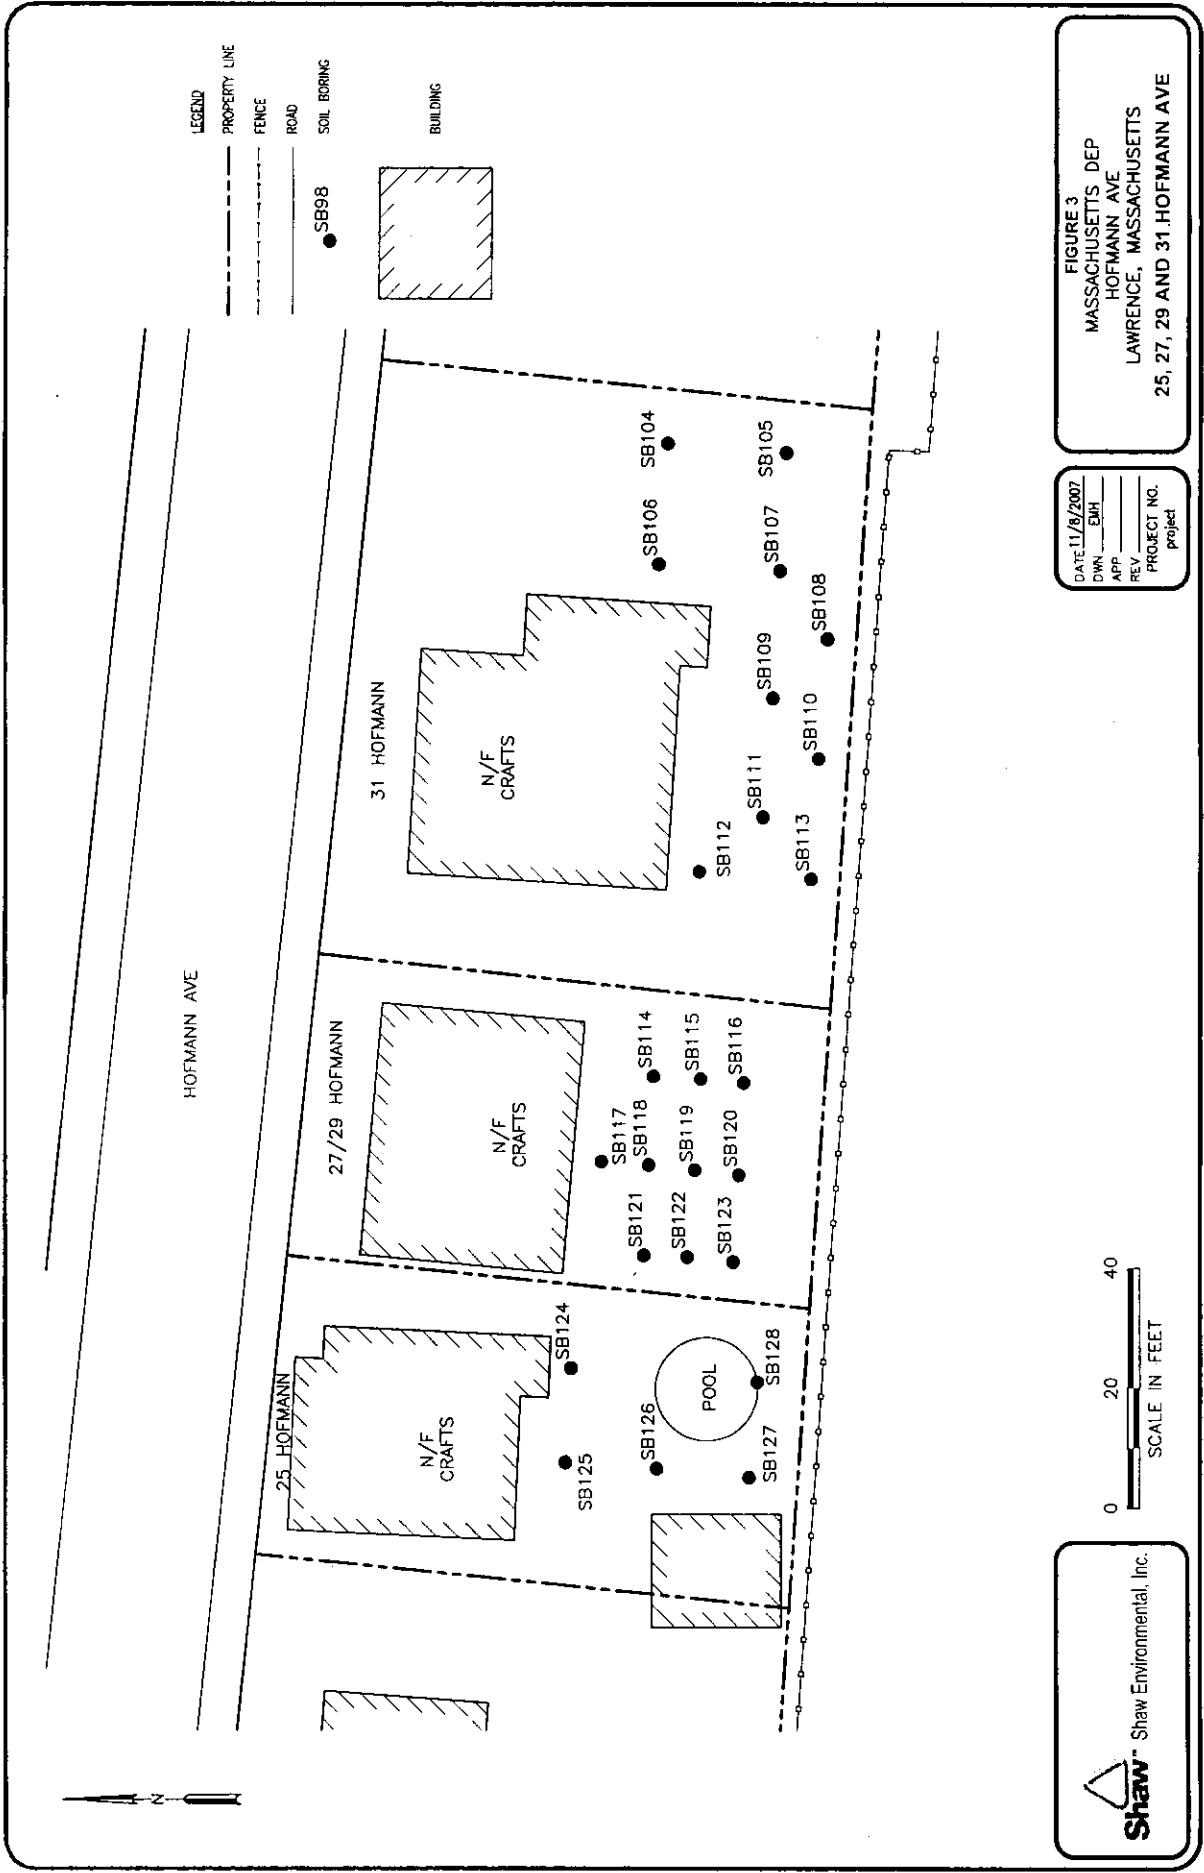 LEGEND
PROPERTY LINE
FENCE
ROAD
SB98
SOIL BORING
BUILDING
HOFMANN AVE
25 HOFMANN
27/29 HOFMANN
31 HOFMANN
N/F
CRAFTS
N/F
CRAFTS
N/F
CRAFTS
SB124
SB125
SB126
POOL
SB128
SB127
SB117
SB121
SB118
SB114
SB122
SB119
SB115
SB123
SB120
SB116
SB112
SB111
SB113
SB109
SB110
SB108
SB106
SB107
SB104
SB105
N
Shaw™ Shaw Environmental, Inc.
0 20 40
SCALE IN FEET
DATE 11/8/2007
DWN EMH
APP
REV
PROJECT NO.
project
FIGURE 3
MASSACHUSETTS DEP
HOFMANN AVE
LAWRENCE, MASSACHUSETTS
25, 27, 29 AND 31 HOFMANN AVE